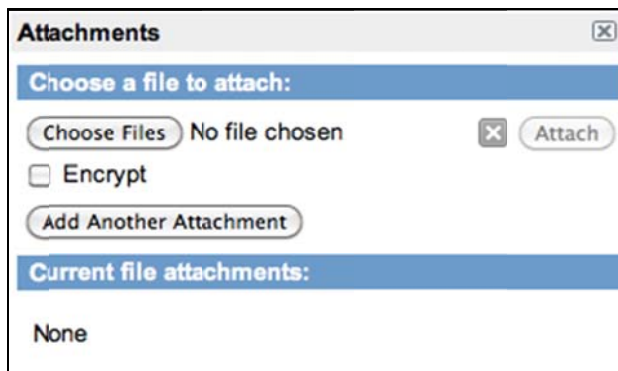 Attachments
Choose a file to attach:
Choose Files No file chosen Attach
Encrypt
Add Another Attachment
Current file attachments:
None